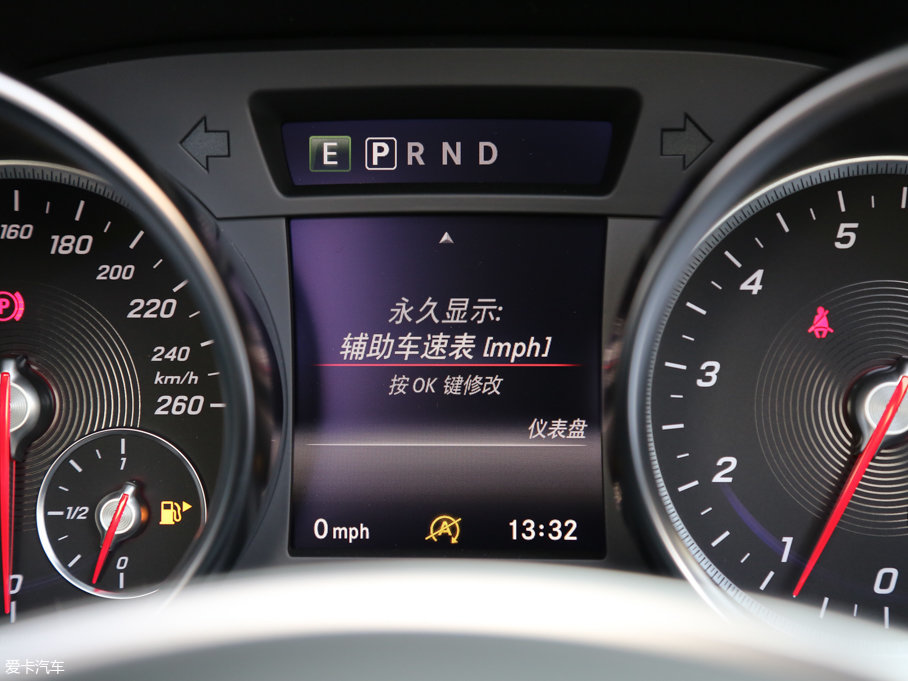 E P R N D
160
180
200
220
240
km/h
260
P
1
1/2
0
0
永久显示:
辅助车速表 [mph]
按 OK 键修改
仪表盘
0 mph
A
13:32
5
4
3
2
1
0
爱卡汽车